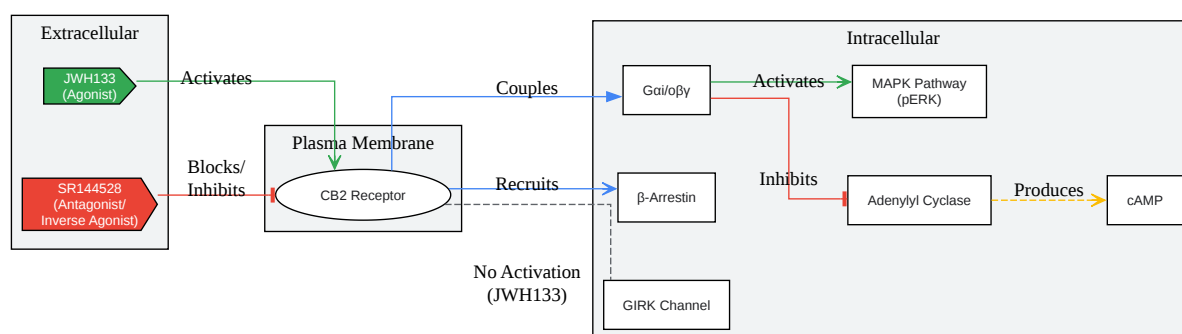 Extracellular
JWH133
(Agonist)
Activates
SR144528
(Antagonist/
Inverse Agonist)
Blocks/
Inhibits
Plasma Membrane
CB2 Receptor
Couples
Recruits
No Activation
(JWH133)
Intracellular
Gαi/oβγ
Activates
MAPK Pathway
(pERK)
β-Arrestin
Inhibits
Adenylyl Cyclase
Produces
cAMP
GIRK Channel